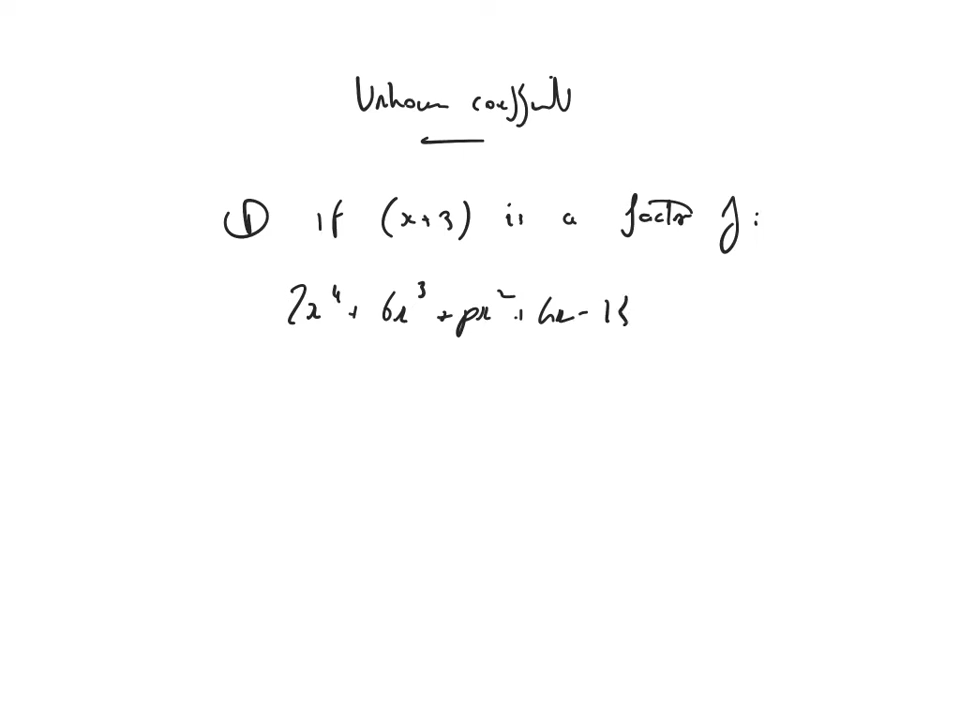 Unknown coefficients
① If (x+3) is a factor of:
2x⁴ + 6x³ + px² + 4x - 15